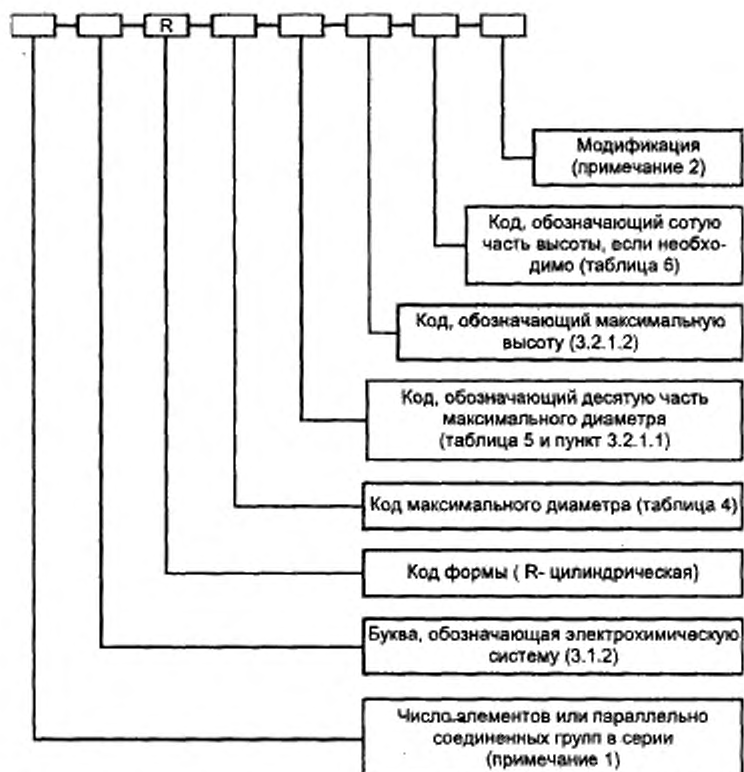 R
Модификация
(примечание 2)
Код, обозначающий сотую
часть высоты, если необхо-
димо (таблица 6)
Код, обозначающий максимальную
высоту (3.2.1.2)
Код, обозначающий десятую часть
максимального диаметра
(таблица 5 и пункт 3.2.1.1)
Код максимального диаметра (таблица 4)
Код формы ( R- цилиндрическая)
Буква, обозначающая электрохимическую
систему (3.1.2)
Число элементов или параллельно
соединенных групп в серии
(примечание 1)